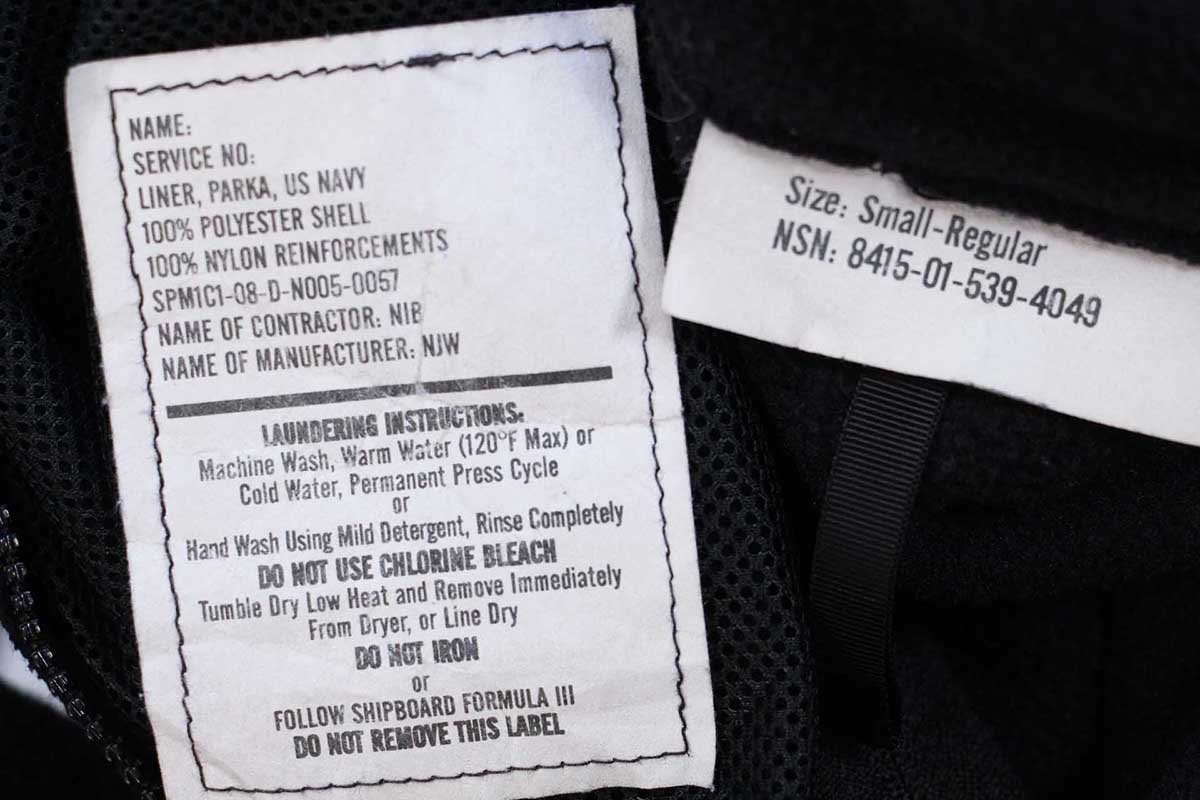 NAME:
SERVICE NO:
LINER, PARKA, US NAVY
100% POLYESTER SHELL
100% NYLON REINFORCEMENTS
SPM1C1-08-D-N005-0057
NAME OF CONTRACTOR: NIB
NAME OF MANUFACTURER: NJW
LAUNDERING INSTRUCTIONS:
Machine Wash, Warm Water (120°F Max) or
Cold Water, Permanent Press Cycle
or
Hand Wash Using Mild Detergent, Rinse Completely
DO NOT USE CHLORINE BLEACH
Tumble Dry Low Heat and Remove Immediately
From Dryer, or Line Dry
DO NOT IRON
or
FOLLOW SHIPBOARD FORMULA III
DO NOT REMOVE THIS LABEL
Size: Small-Regular
NSN: 8415-01-539-4049